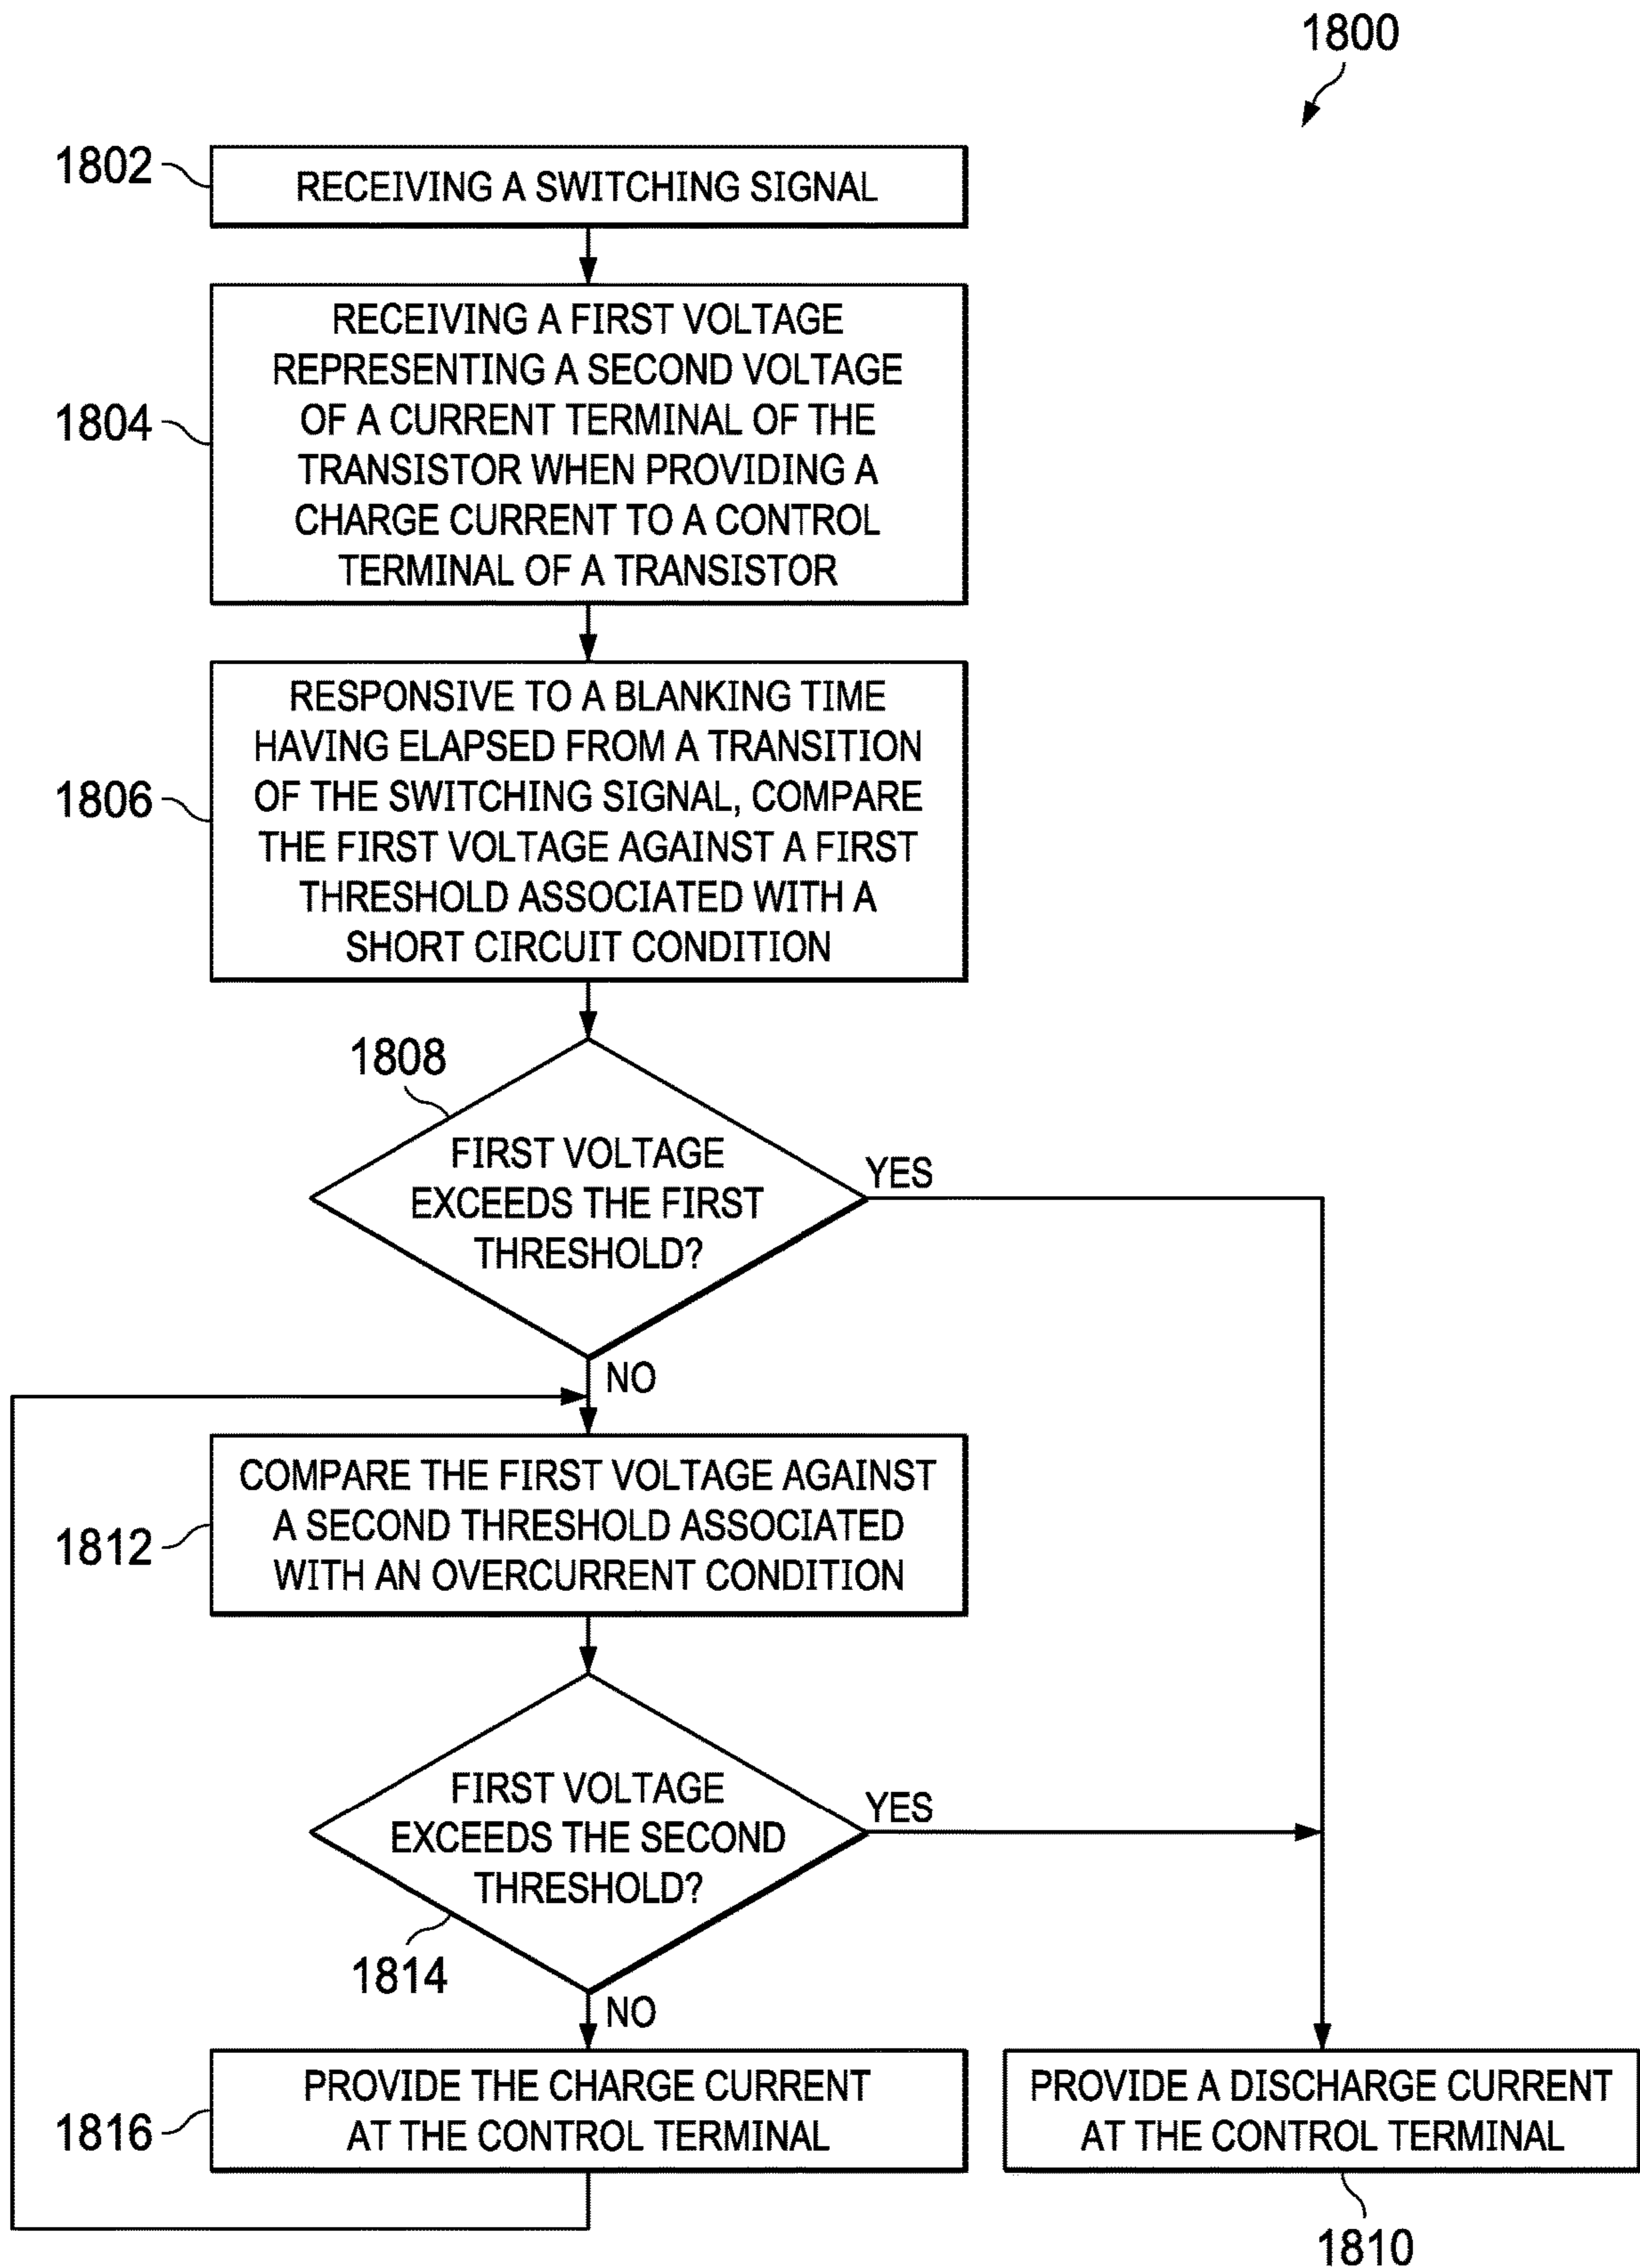 1800
1802
RECEIVING A SWITCHING SIGNAL
1804
RECEIVING A FIRST VOLTAGE
REPRESENTING A SECOND VOLTAGE
OF A CURRENT TERMINAL OF THE
TRANSISTOR WHEN PROVIDING A
CHARGE CURRENT TO A CONTROL
TERMINAL OF A TRANSISTOR
1806
RESPONSIVE TO A BLANKING TIME
HAVING ELAPSED FROM A TRANSITION
OF THE SWITCHING SIGNAL, COMPARE
THE FIRST VOLTAGE AGAINST A FIRST
THRESHOLD ASSOCIATED WITH A
SHORT CIRCUIT CONDITION
1808
FIRST VOLTAGE
EXCEEDS THE FIRST
THRESHOLD?
YES
NO
1812
COMPARE THE FIRST VOLTAGE AGAINST
A SECOND THRESHOLD ASSOCIATED
WITH AN OVERCURRENT CONDITION
FIRST VOLTAGE
EXCEEDS THE SECOND
THRESHOLD?
YES
1814
NO
1816
PROVIDE THE CHARGE CURRENT
AT THE CONTROL TERMINAL
PROVIDE A DISCHARGE CURRENT
AT THE CONTROL TERMINAL
1810